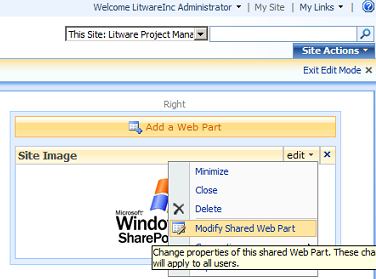 Welcome LitwareInc Administrator | My Site | My Links
This Site: Litware Project Mana
Site Actions
Exit Edit Mode
Right
Add a Web Part
Site Image
edit
Minimize
Microsoft
Close
Window
Delete
SharePo
Modify Shared Web Part
Change properties of this shared Web Part. These cha
will apply to all users.